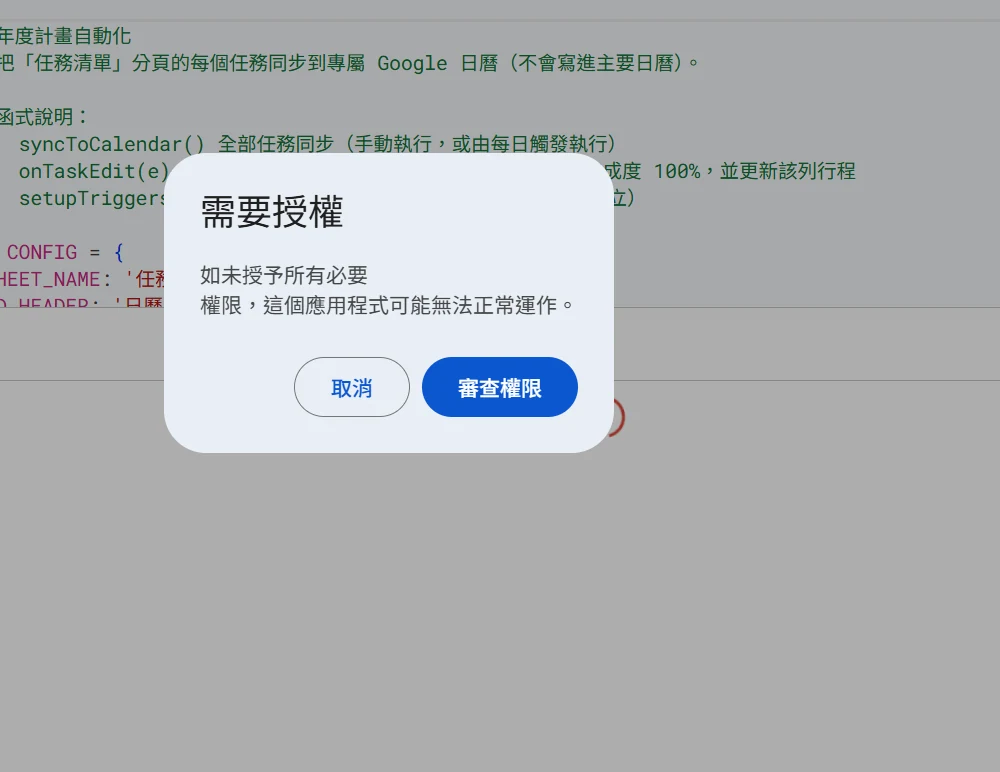 年度計畫自動化
把「任務清單」分頁的每個任務同步到專屬 Google 日曆（不會寫進主要日曆）。
函式說明：
syncToCalendar() 全部任務同步（手動執行，或由每日觸發執行）
onTaskEdit(e) 成度 100%，並更新該列行程
setupTriggers 立）
CONFIG = {
HEET_NAME: '任務
D_HEADER: '日曆
需要授權
如未授予所有必要
權限，這個應用程式可能無法正常運作。
取消
審查權限